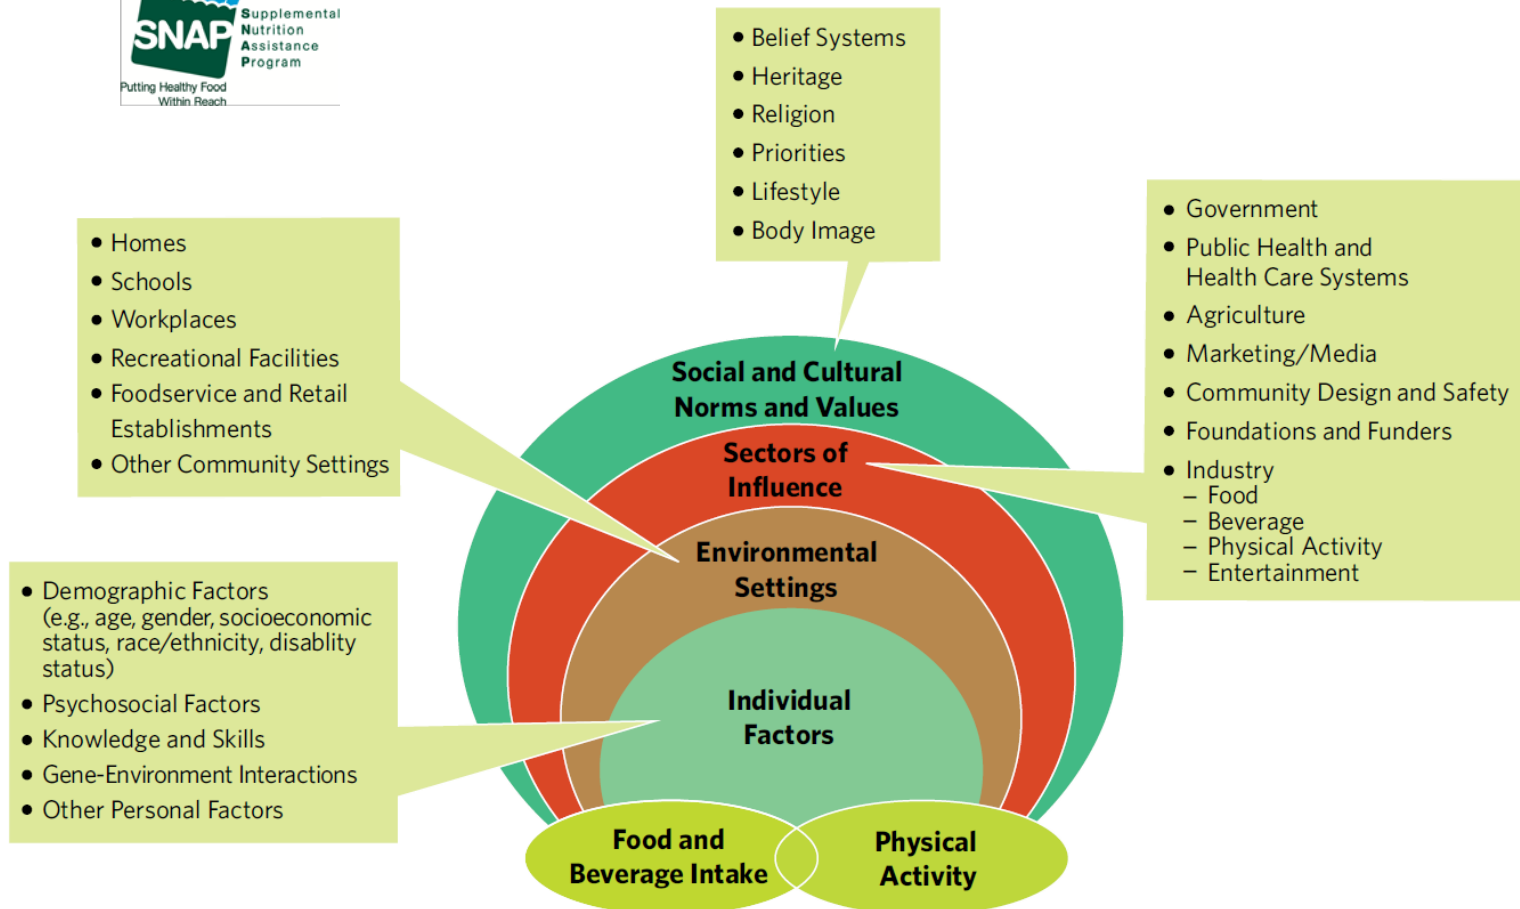 SNAP
Supplemental
Nutrition
Assistance
Program
Putting Healthy Food
Within Reach
• Belief Systems
• Heritage
• Religion
• Priorities
• Lifestyle
• Body Image
• Homes
• Schools
• Workplaces
• Recreational Facilities
• Foodservice and Retail
Establishments
• Other Community Settings
• Government
• Public Health and
Health Care Systems
• Agriculture
• Marketing/Media
• Community Design and Safety
• Foundations and Funders
• Industry
– Food
– Beverage
– Physical Activity
– Entertainment
• Demographic Factors
(e.g., age, gender, socioeconomic
status, race/ethnicity, disablity
status)
• Psychosocial Factors
• Knowledge and Skills
• Gene-Environment Interactions
• Other Personal Factors
Social and Cultural
Norms and Values
Sectors of
Influence
Environmental
Settings
Individual
Factors
Food and
Beverage Intake
Physical
Activity